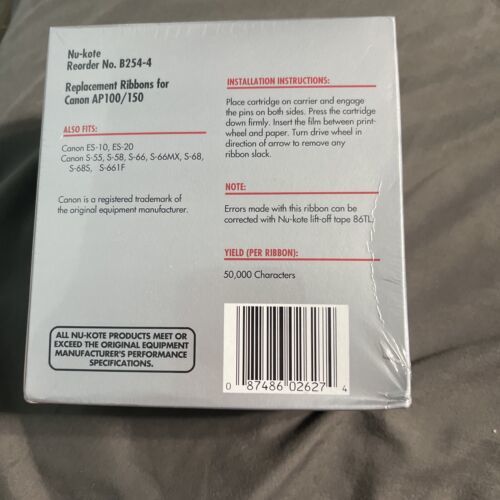 Nu-kote
Reorder No. B254-4
Replacement Ribbons for
Canon AP100/150
ALSO FITS:
Canon ES-10, ES-20
Canon S-55, S-58, S-66, S-66MX, S-68,
S-68S, S-661F
Canon is a registered trademark of
the original equipment manufacturer.
ALL NU-KOTE PRODUCTS MEET OR
EXCEED THE ORIGINAL EQUIPMENT
MANUFACTURER'S PERFORMANCE
SPECIFICATIONS.
INSTALLATION INSTRUCTIONS:
Place cartridge on carrier and engage
the pins on both sides. Press the cartridge
down firmly. Insert the film between print-
wheel and paper. Turn drive wheel in
direction of arrow to remove any
ribbon slack.
NOTE:
Errors made with this ribbon can be
corrected with Nu-kote lift-off tape 86TL.
YIELD (PER RIBBON):
50,000 Characters
0 87486 02627 4